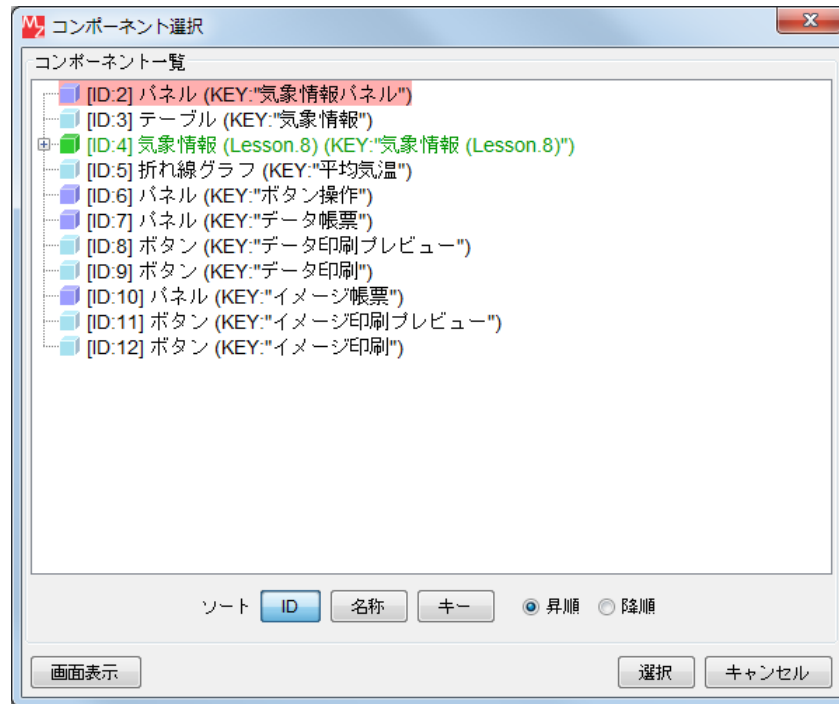 コンポーネント選択
コンポーネント一覧
[ID:2] パネル (KEY:"気象情報パネル")
[ID:3] テーブル (KEY:"気象情報")
[ID:4] 気象情報 (Lesson.8) (KEY:"気象情報 (Lesson.8)")
[ID:5] 折れ線グラフ (KEY:"平均気温")
[ID:6] パネル (KEY:"ボタン操作")
[ID:7] パネル (KEY:"データ帳票")
[ID:8] ボタン (KEY:"データ印刷プレビュー")
[ID:9] ボタン (KEY:"データ印刷")
[ID:10] パネル (KEY:"イメージ帳票")
[ID:11] ボタン (KEY:"イメージ印刷プレビュー")
[ID:12] ボタン (KEY:"イメージ印刷")
ソート ID 名称 キー 昇順 降順
画面表示 選択 キャンセル